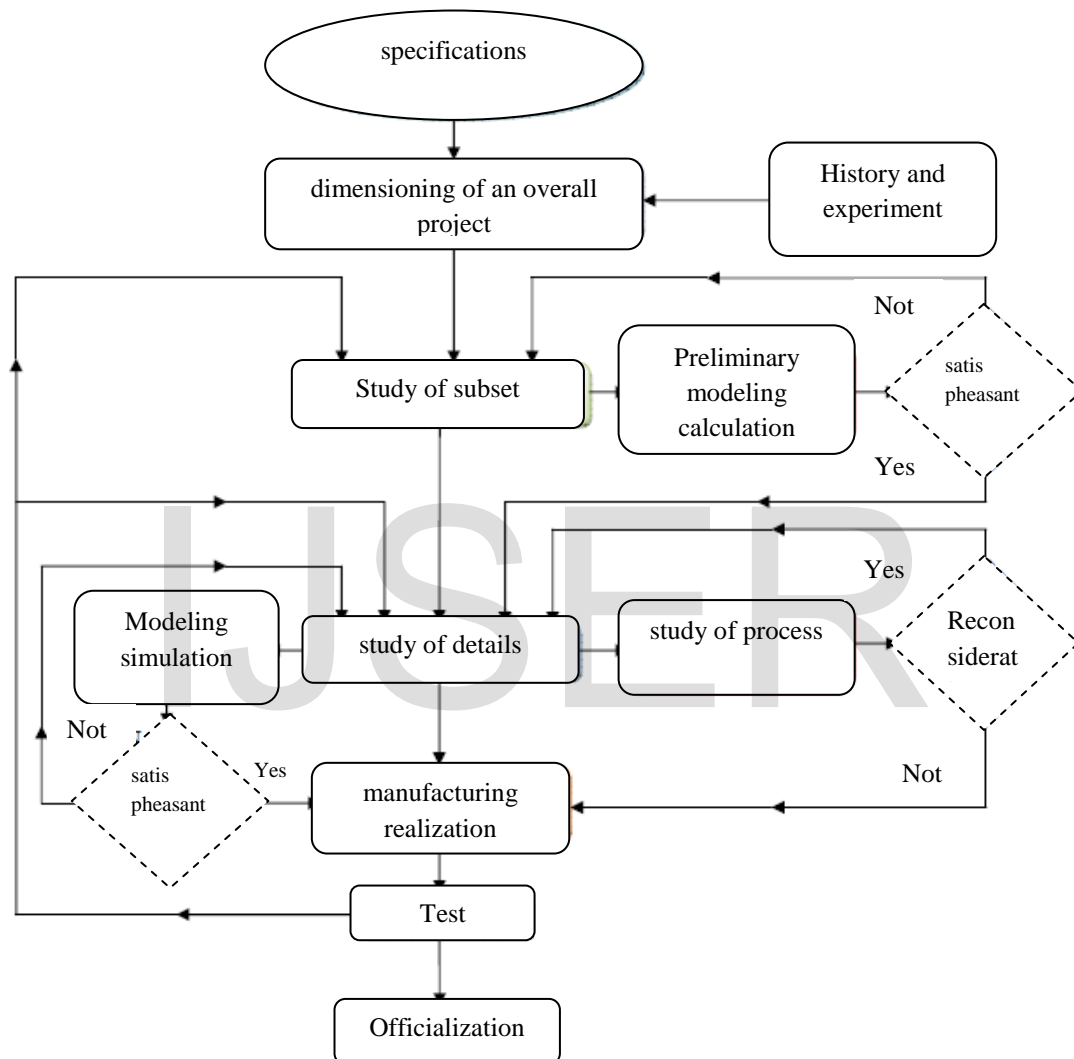 specifications
dimensioning of an overall
project
History and
experiment
Not
Study of subset
Preliminary
modeling
calculation
satis
pheasant
Yes
Yes
Modeling
simulation
study of details
study of process
Recon
siderat
Not
satis
pheasant
Yes
manufacturing
realization
Not
Test
Officialization
IJSER